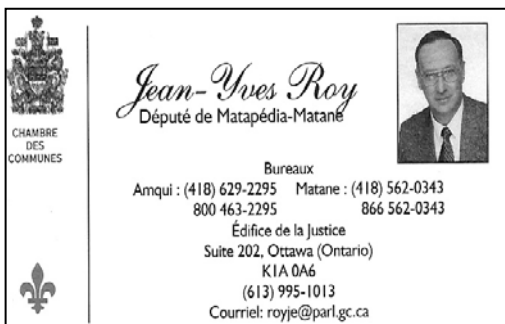 Jean-Yves Roy
Député de Matapédia-Matane
CHAMBRE
DES
COMMUNES
Bureaux
Amqui : (418) 629-2295 Matane : (418) 562-0343
800 463-2295 866 562-0343
Édifice de la Justice
Suite 202, Ottawa (Ontario)
K1A 0A6
(613) 995-1013
Courriel: royje@parl.gc.ca